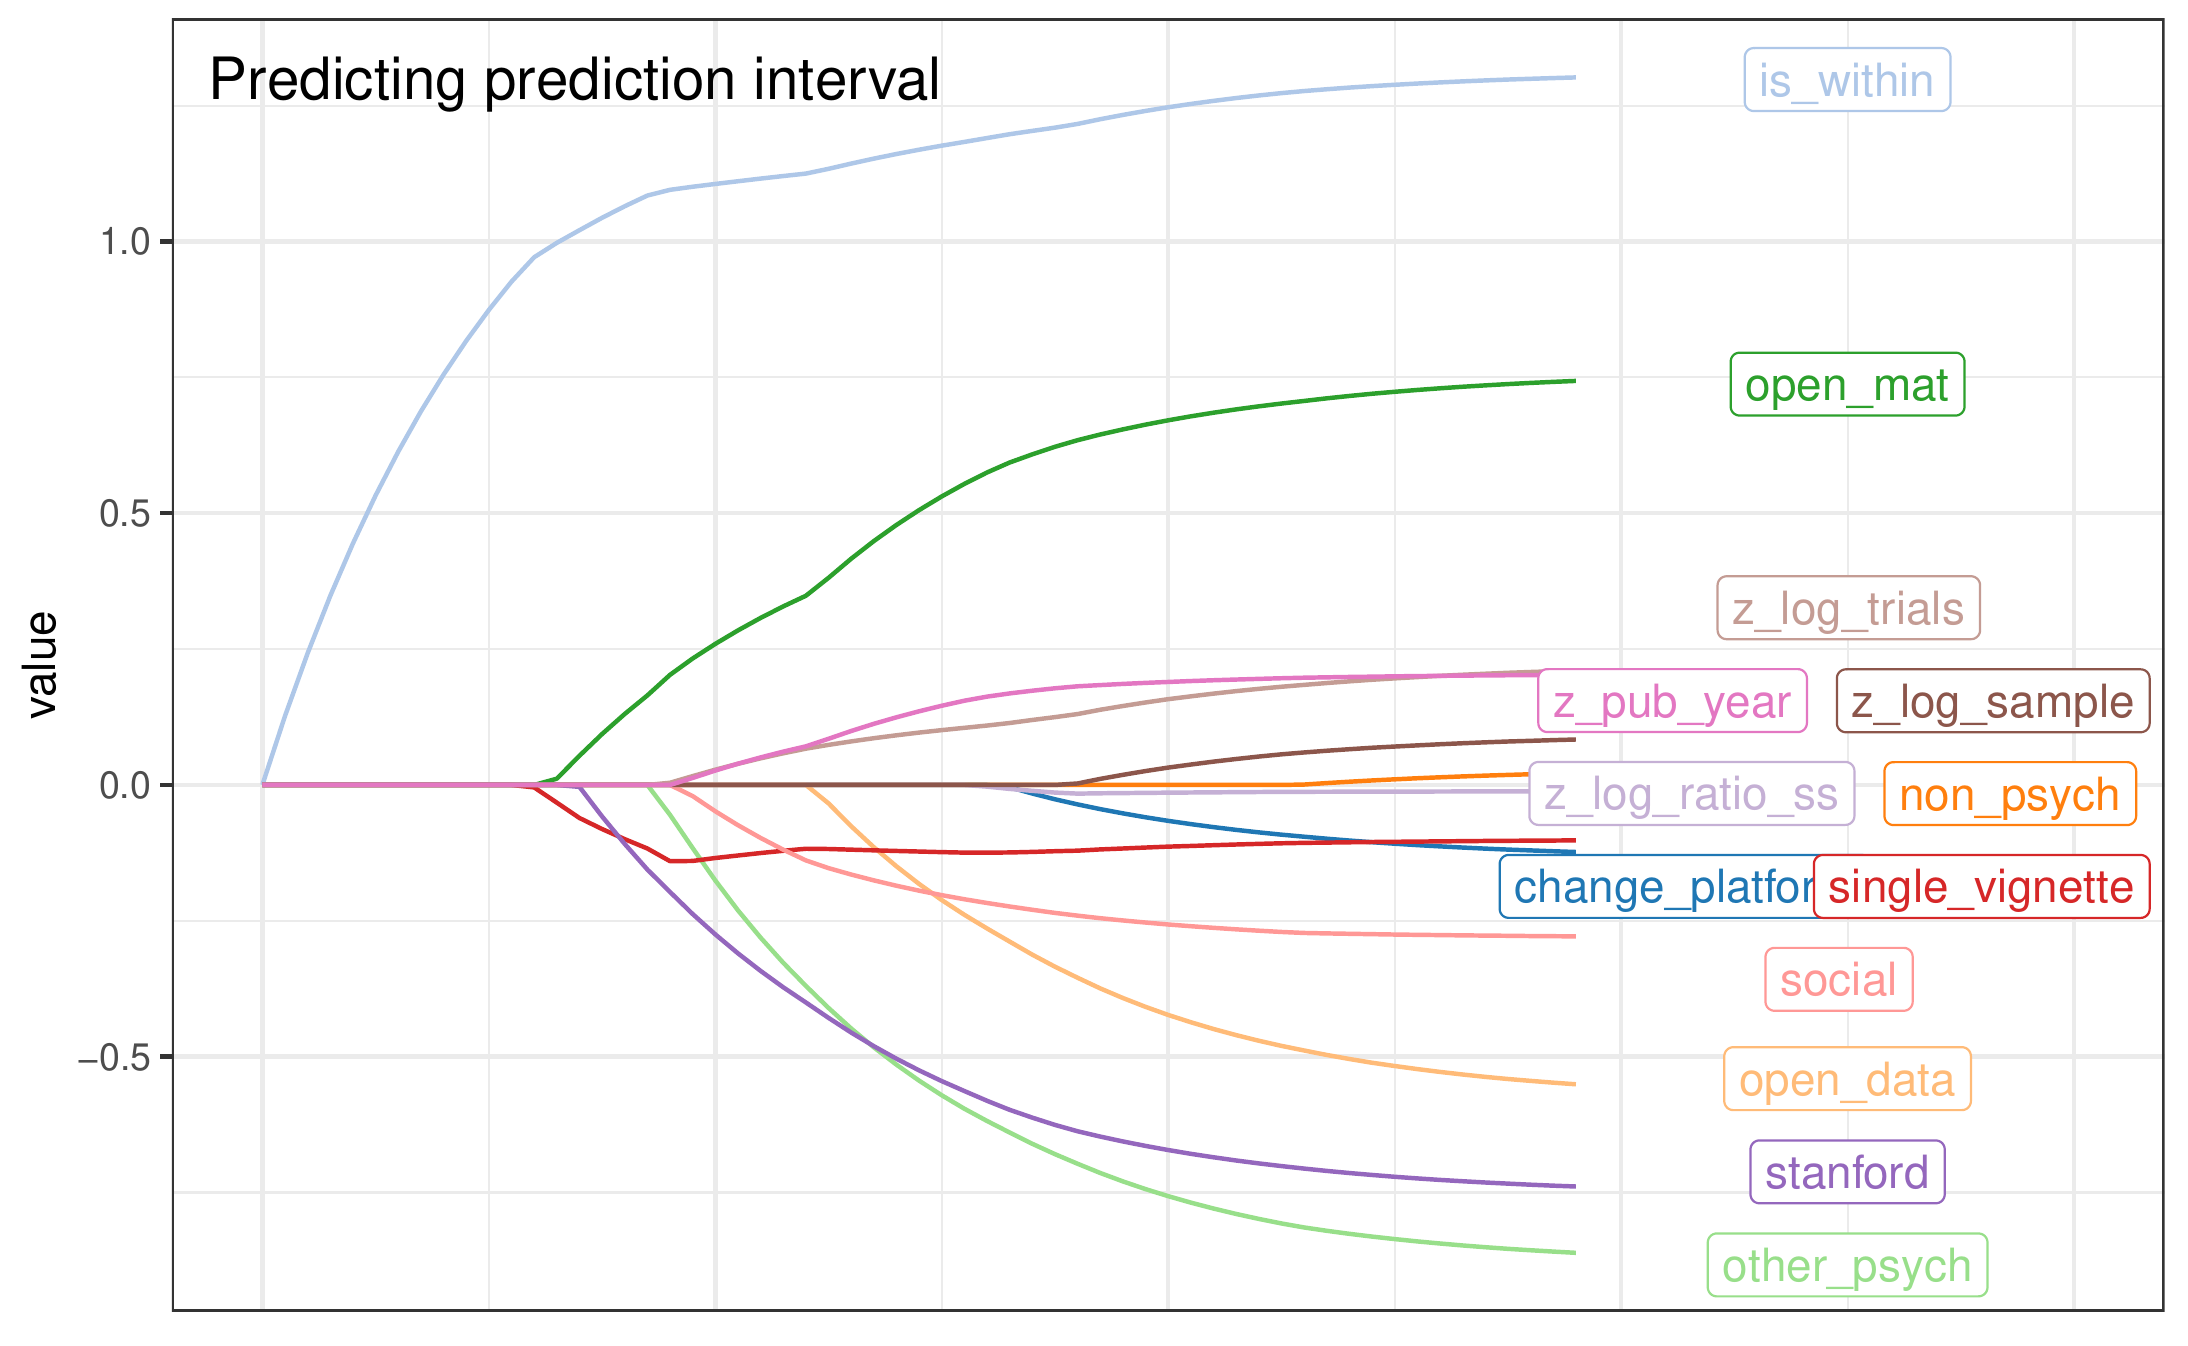 Predicting prediction interval
is_within
1.0
open_mat
0.5
z_log_trials
value
z_pub_year
z_log_sample
0.0
z_log_ratio_ss
non_psych
change_platfor
single_vignette
social
−0.5
open_data
stanford
other_psych